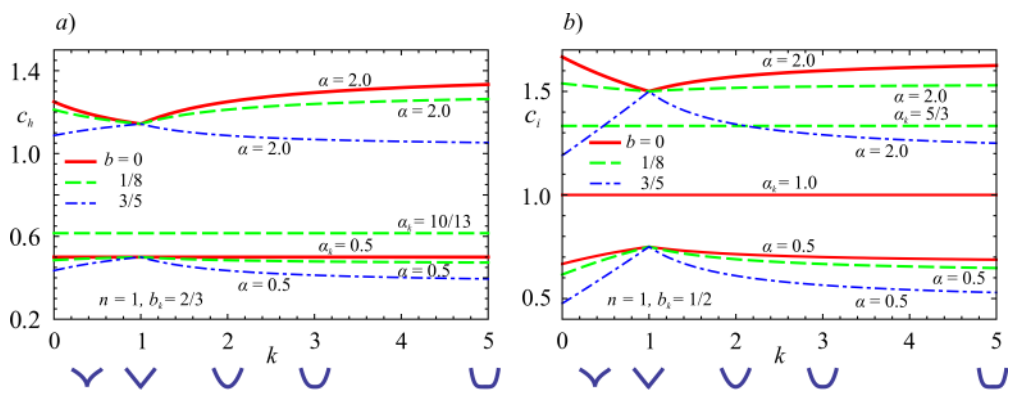 a)
b)
1.4
1.0
0.6
0.2
c_h
α = 2.0
α = 2.0
α = 2.0
b = 0
1/8
3/5
α_k = 10/13
α_k = 0.5
α = 0.5
α = 0.5
n = 1, b_k = 2/3
0 1 2 3 4 5
k
1.5
1.0
0.5
c_i
α = 2.0
α = 2.0
α_k = 5/3
α = 2.0
b = 0
1/8
3/5
α_k = 1.0
α = 0.5
α = 0.5
α = 0.5
n = 1, b_k = 1/2
0 1 2 3 4 5
k